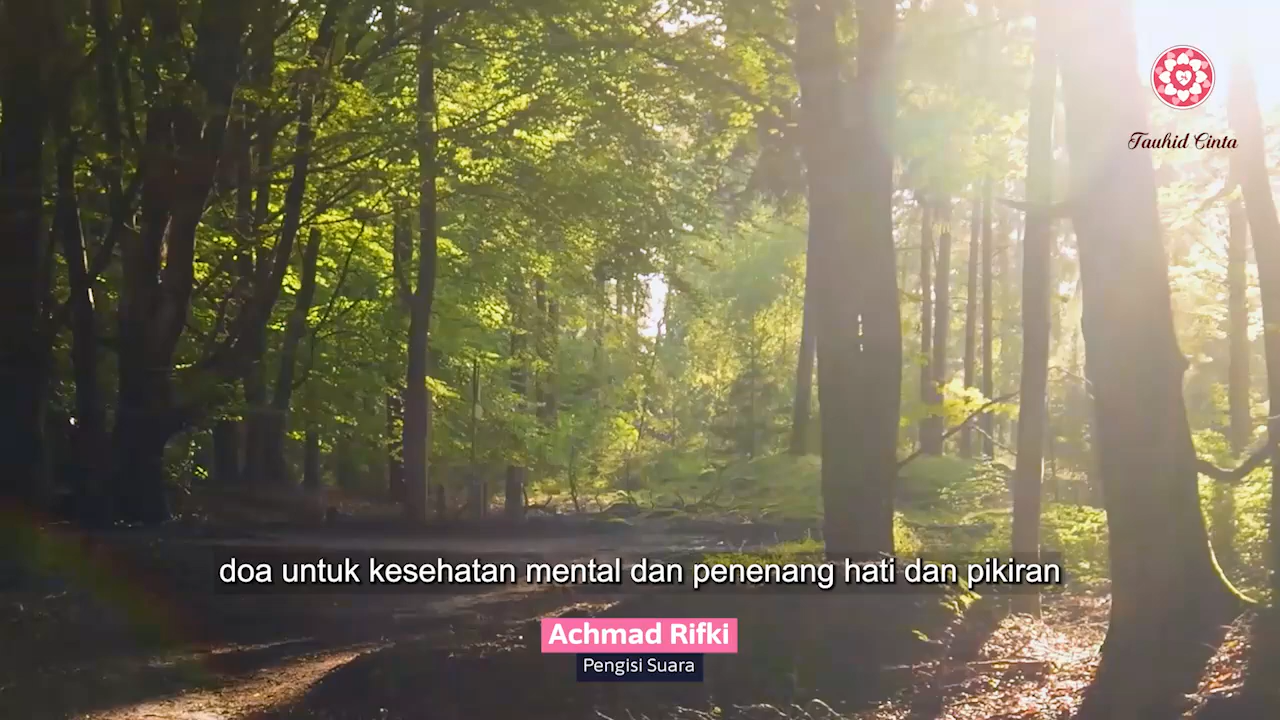 Tauhid Cinta
doa untuk kesehatan mental dan penenang hati dan pikiran
Achmad Rifki
Pengisi Suara